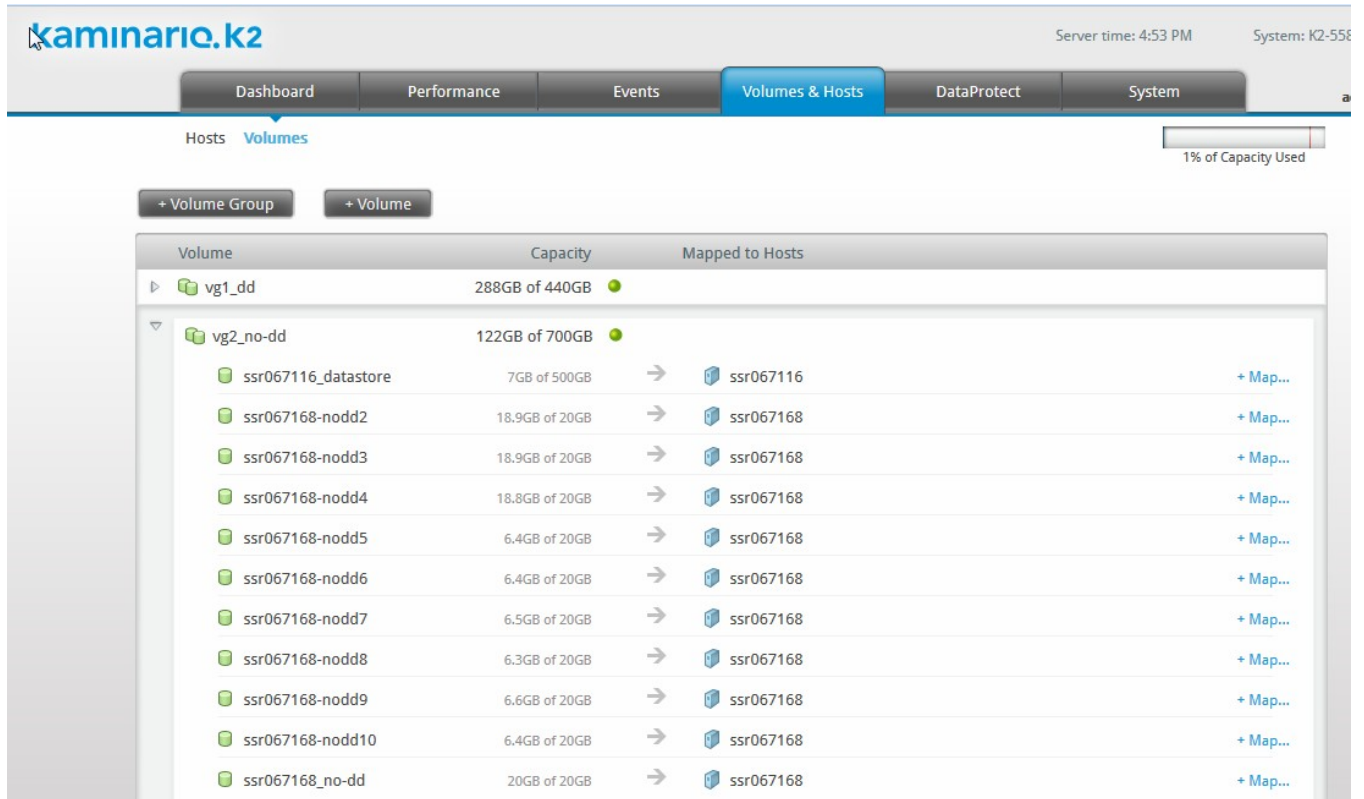 kaminario.k2
Server time: 4:53 PM System: K2-558
Dashboard Performance Events Volumes & Hosts DataProtect System
Hosts Volumes
1% of Capacity Used
+ Volume Group + Volume
Volume Capacity Mapped to Hosts
vg1_dd 288GB of 440GB
vg2_no-dd 122GB of 700GB
ssr067116_datastore 7GB of 500GB ssr067116 + Map...
ssr067168-nodd2 18.9GB of 20GB ssr067168 + Map...
ssr067168-nodd3 18.9GB of 20GB ssr067168 + Map...
ssr067168-nodd4 18.8GB of 20GB ssr067168 + Map...
ssr067168-nodd5 6.4GB of 20GB ssr067168 + Map...
ssr067168-nodd6 6.4GB of 20GB ssr067168 + Map...
ssr067168-nodd7 6.5GB of 20GB ssr067168 + Map...
ssr067168-nodd8 6.3GB of 20GB ssr067168 + Map...
ssr067168-nodd9 6.6GB of 20GB ssr067168 + Map...
ssr067168-nodd10 6.4GB of 20GB ssr067168 + Map...
ssr067168_no-dd 20GB of 20GB ssr067168 + Map...